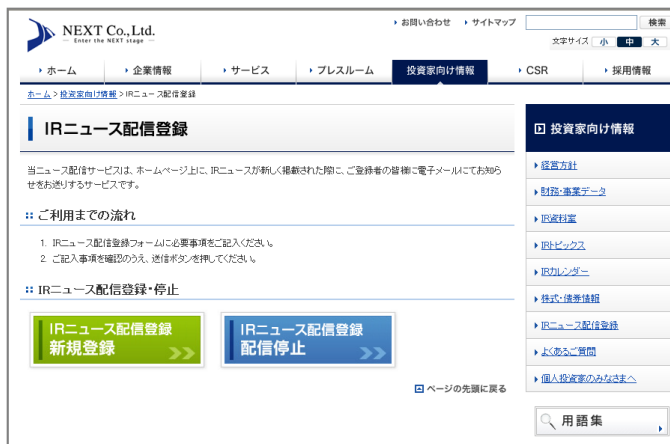 NEXT Co.,Ltd.
Enter the NEXT stage
お問い合わせ サイトマップ 検索
文字サイズ 小 中 大
ホーム 企業情報 サービス プレスルーム 投資家向け情報 CSR 採用情報
ホーム > 投資家向け情報 > IRニュース配信登録
IRニュース配信登録
当ニュース配信サービスは、ホームページ上に、IRニュースが新しく掲載された際に、ご登録者の皆様に電子メールにてお知ら
せをお送りするサービスです。
ご利用までの流れ
1. IRニュース配信登録フォームに必要事項をご記入ください。
2. ご記入事項を確認のうえ、送信ボタンを押してください。
IRニュース配信登録・停止
IRニュース配信登録
新規登録
IRニュース配信登録
配信停止
ページの先頭に戻る
投資家向け情報
経営方針
財務・事業データ
IR資料室
IRトピックス
IRカレンダー
株式・債券情報
IRニュース配信登録
よくあるご質問
個人投資家のみなさまへ
用語集